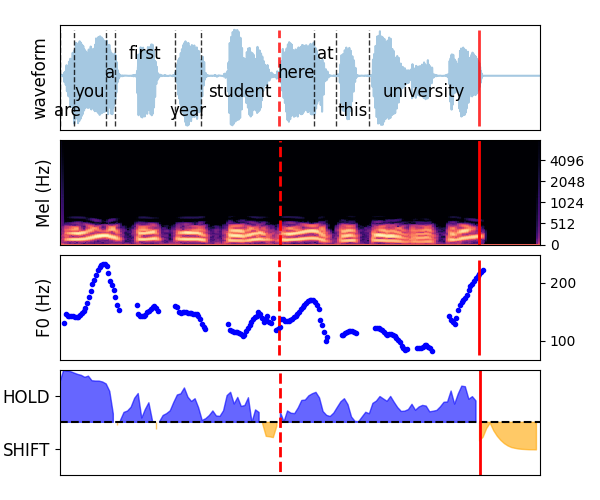 waveform
first
at
a
here
you
student
university
are
year
this
Mel (Hz)
4096
2048
1024
512
0
F0 (Hz)
200
100
HOLD
SHIFT